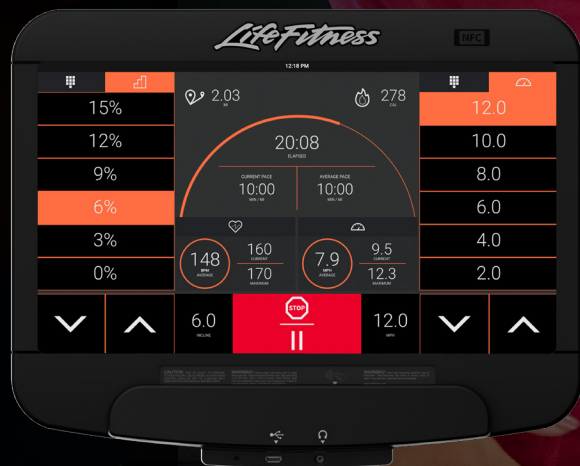 LifeFitness
NFC
12:18 PM
15%
12%
9%
6%
3%
0%
2.03
MI
278
CAL
20:08
ELAPSED
CURRENT PACE
10:00
MIN / MI
AVERAGE PACE
10:00
MIN / MI
148
BPM
AVERAGE
160
CURRENT
170
MAXIMUM
7.9
MPH
AVERAGE
9.5
CURRENT
12.3
MAXIMUM
12.0
10.0
8.0
6.0
4.0
2.0
6.0
INCLINE
STOP
12.0
MPH
CAUTION
WARNING
WARNING